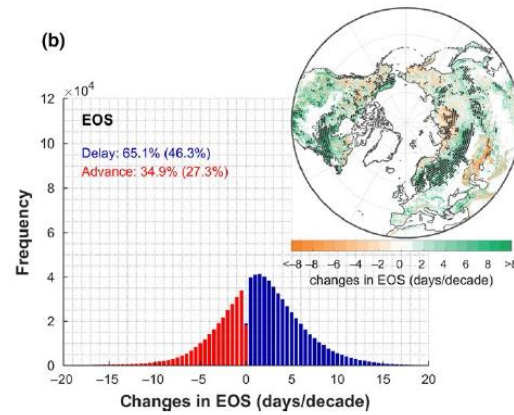 (b)
×10⁴
12
10
8
6
4
2
0
Frequency
EOS
Delay: 65.1% (46.3%)
Advance: 34.9% (27.3%)
<-8 -6 -4 -2 0 2 4 6 >8
changes in EOS (days/decade)
-20 -15 -10 -5 0 5 10 15 20
Changes in EOS (days/decade)